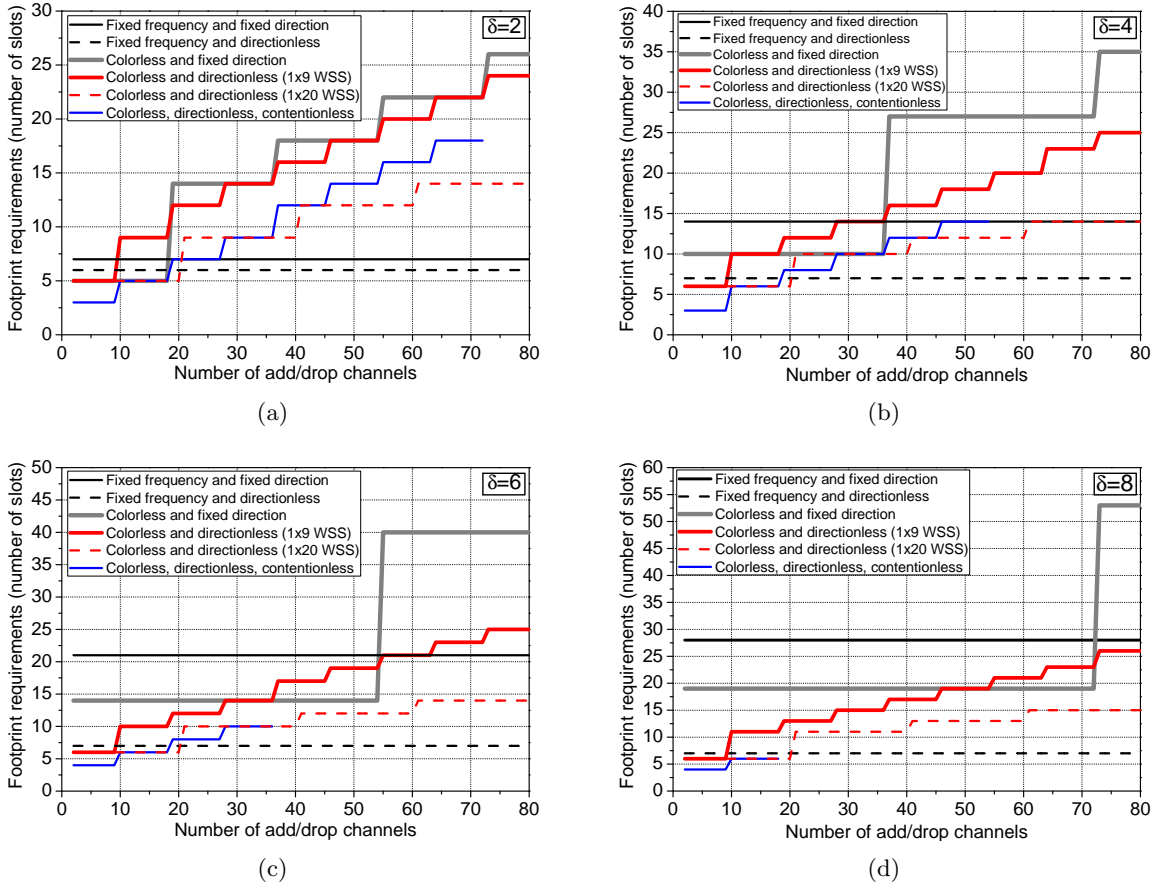 Footprint requirements (number of slots)
30
25
20
15
10
5
0
δ=2
Fixed frequency and fixed direction
Fixed frequency and directionless
Colorless and fixed direction
Colorless and directionless (1x9 WSS)
Colorless and directionless (1x20 WSS)
Colorless, directionless, contentionless
0 10 20 30 40 50 60 70 80
Number of add/drop channels
(a)
Footprint requirements (number of slots)
40
35
30
25
20
15
10
5
0
δ=4
Fixed frequency and fixed direction
Fixed frequency and directionless
Colorless and fixed direction
Colorless and directionless (1x9 WSS)
Colorless and directionless (1x20 WSS)
Colorless, directionless, contentionless
0 10 20 30 40 50 60 70 80
Number of add/drop channels
(b)
Footprint requirements (number of slots)
50
45
40
35
30
25
20
15
10
5
0
δ=6
Fixed frequency and fixed direction
Fixed frequency and directionless
Colorless and fixed direction
Colorless and directionless (1x9 WSS)
Colorless and directionless (1x20 WSS)
Colorless, directionless, contentionless
0 10 20 30 40 50 60 70 80
Number of add/drop channels
(c)
Footprint requirements (number of slots)
60
55
50
45
40
35
30
25
20
15
10
5
0
δ=8
Fixed frequency and fixed direction
Fixed frequency and directionless
Colorless and fixed direction
Colorless and directionless (1x9 WSS)
Colorless and directionless (1x20 WSS)
Colorless, directionless, contentionless
0 10 20 30 40 50 60 70 80
Number of add/drop channels
(d)